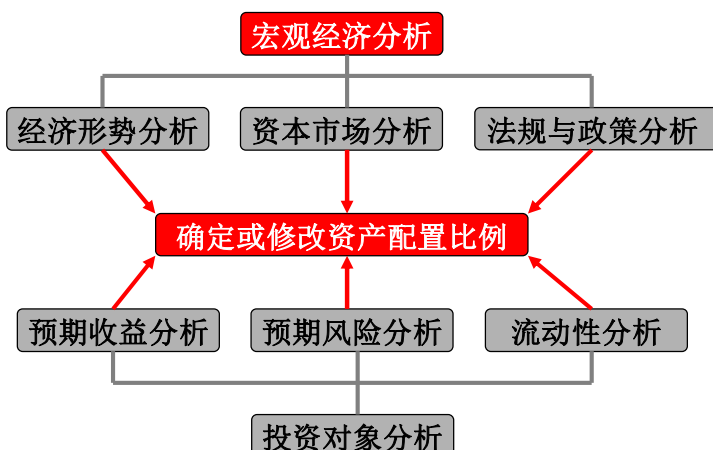 宏观经济分析
经济形势分析
资本市场分析
法规与政策分析
确定或修改资产配置比例
预期收益分析
预期风险分析
流动性分析
投资对象分析